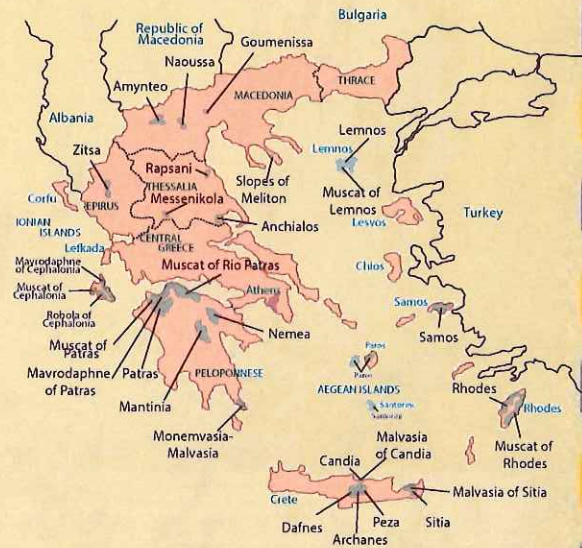 Bulgaria
Republic of
Macedonia
Goumenissa
Naoussa
Amynteo
THRACE
MACEDONIA
Albania
Lemnos
Lemnos
Zitsa
Rapsani
THESSALIA
Messenikola
Slopes of
Meliton
Muscat of
Lemnos
Corfu
EPIRUS
Lesvos
Turkey
IONIAN
ISLANDS
Anchialos
CENTRAL
GREECE
Lefkada
Muscat of Rio Patras
Chios
Mavrodaphne
of Cephalonia
Muscat of
Cephalonia
Athens
Robola of
Cephalonia
Samos
Samos
Nemea
Muscat of
Patras
Mavrodaphne
of Patras
Patras
Paros
Paros
PELOPONNESE
AEGEAN ISLANDS
Rhodes
Rhodes
Mantinia
Santorini
Santorini
Monemvasia-
Malvasia
Muscat of
Rhodes
Malvasia
of Candia
Candia
Crete
Malvasia of Sitia
Dafnes
Peza
Sitia
Archanes